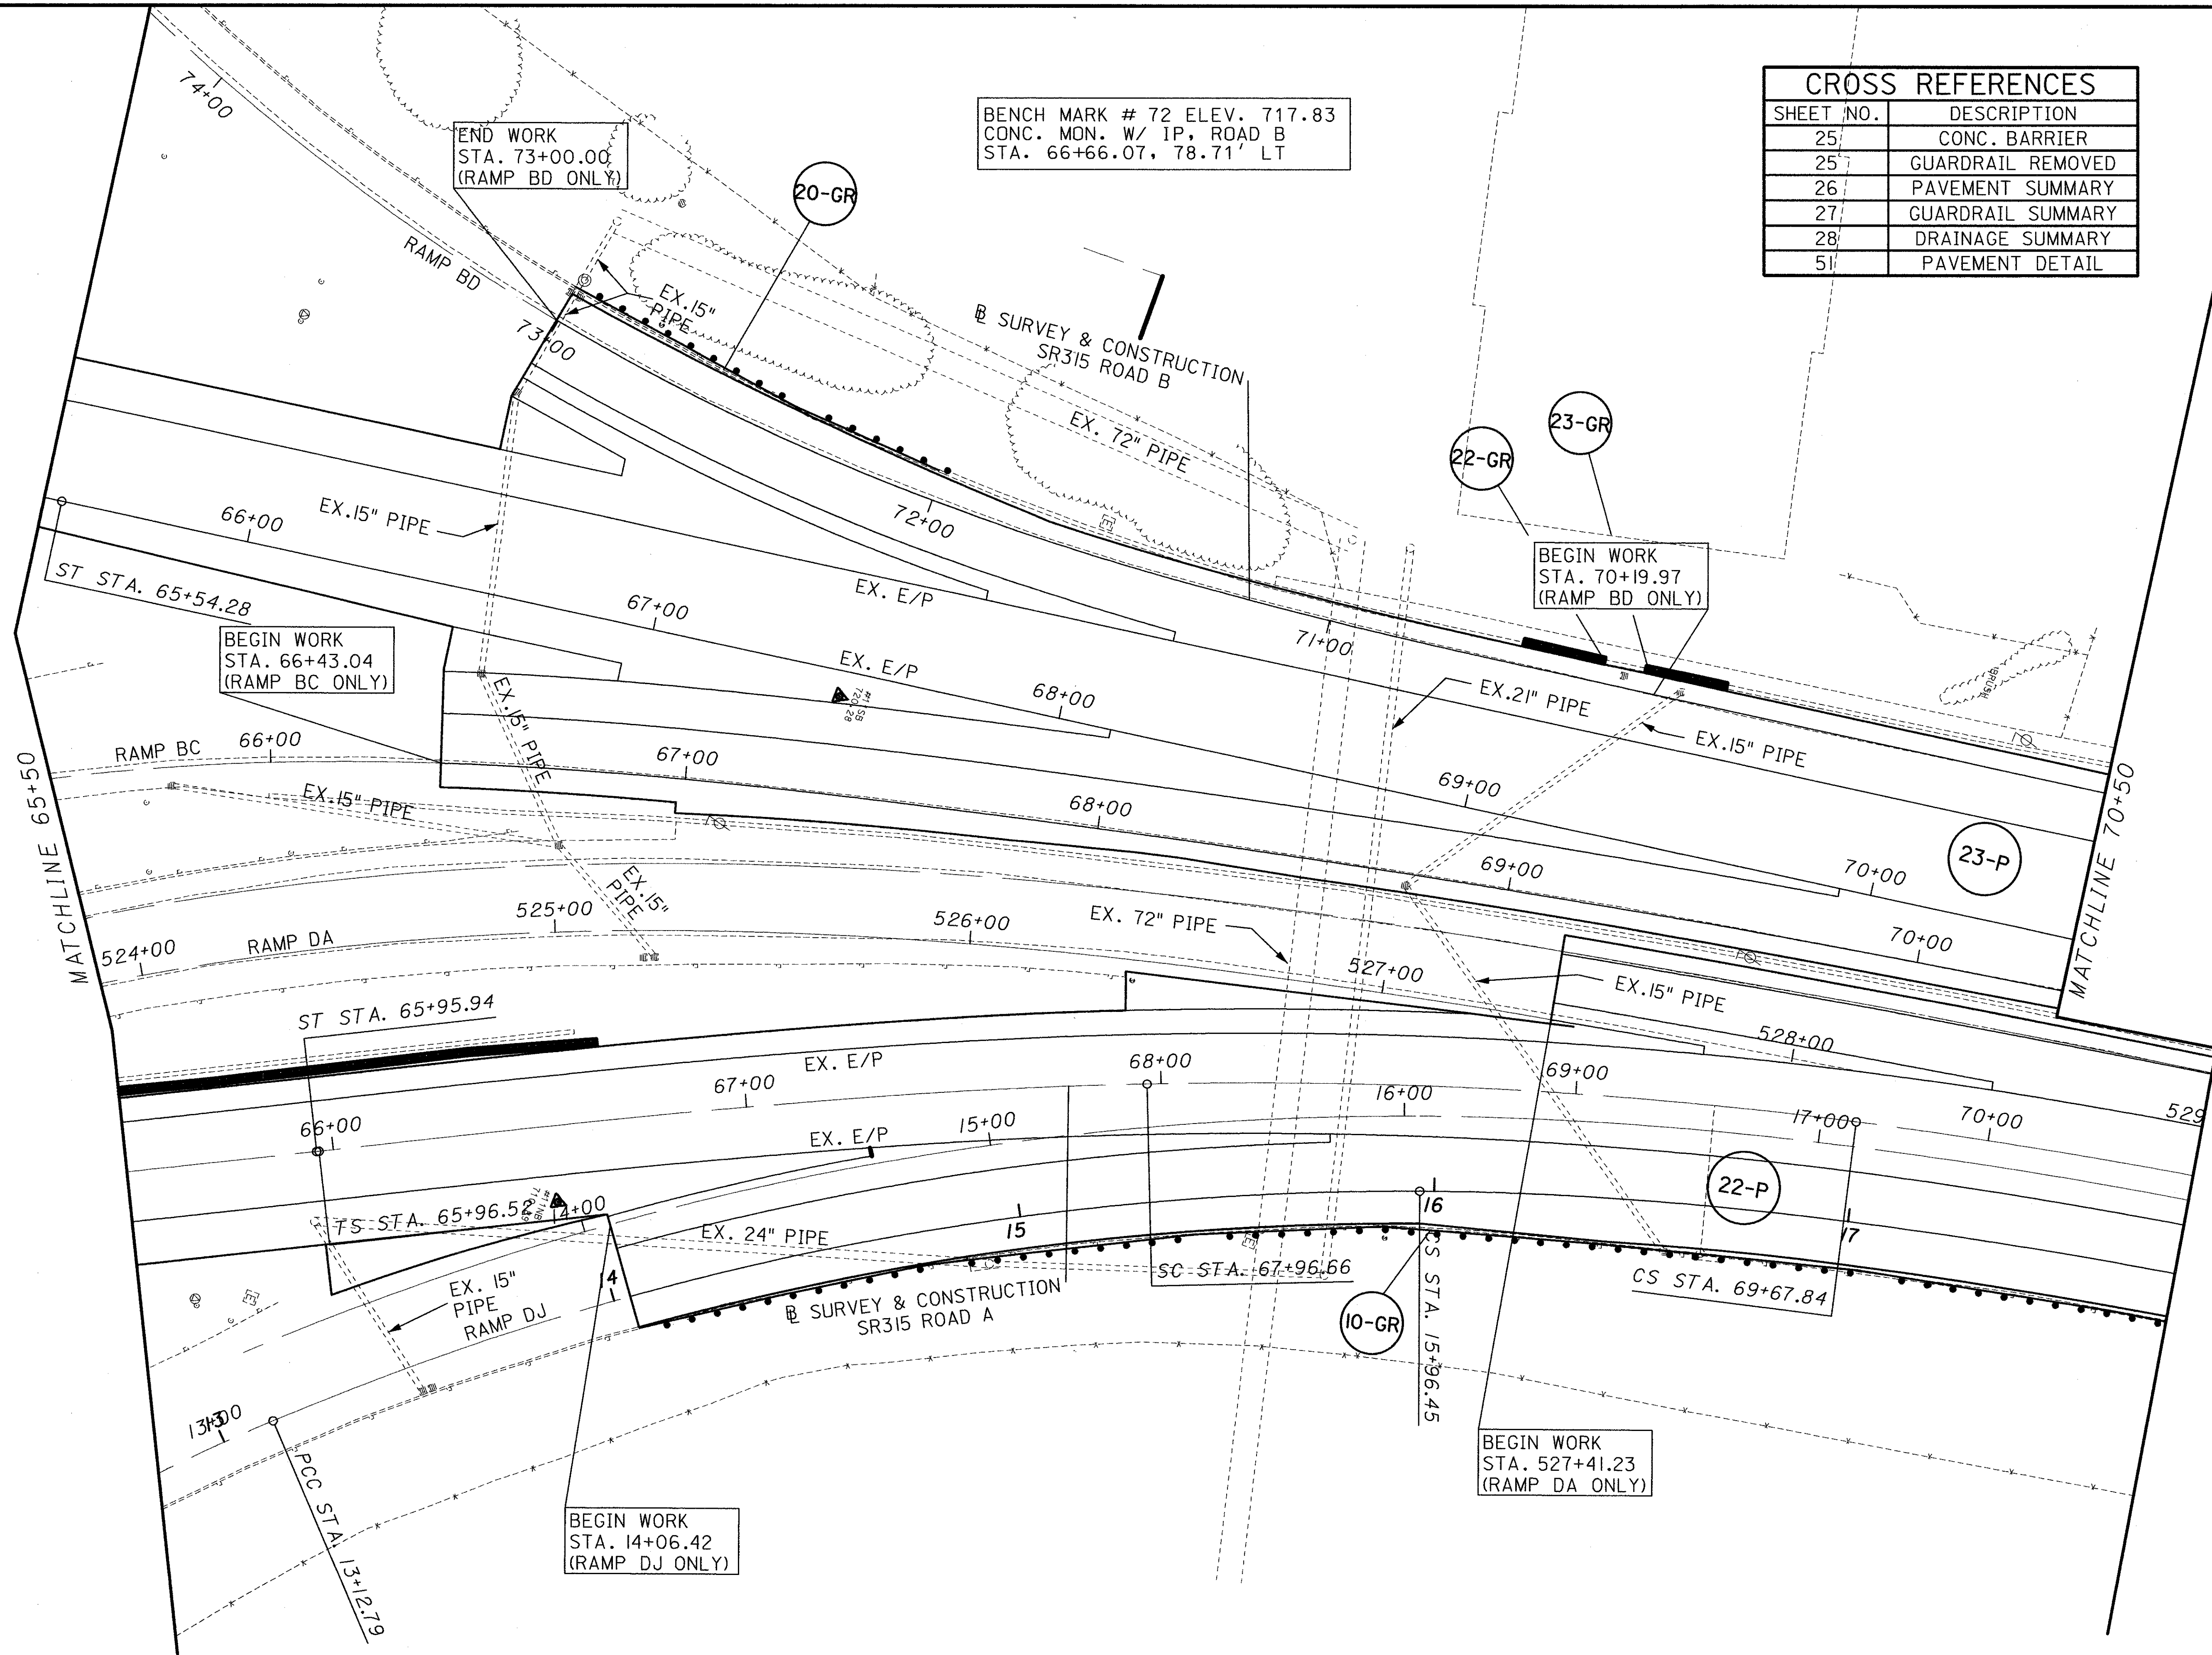 CROSS REFERENCES
SHEET NO. DESCRIPTION
25 CONC. BARRIER
25 GUARDRAIL REMOVED
26 PAVEMENT SUMMARY
27 GUARDRAIL SUMMARY
28 DRAINAGE SUMMARY
51 PAVEMENT DETAIL
BENCH MARK # 72 ELEV. 717.83
CONC. MON. W/ IP, ROAD B
STA. 66+66.07, 78.71' LT
74+00
END WORK
STA. 73+00.00
(RAMP BD ONLY)
20-GR
RAMP BD
EX.15"
PIPE
73+00
℄ SURVEY & CONSTRUCTION
SR315 ROAD B
EX. 72" PIPE
23-GR
22-GR
BEGIN WORK
STA. 70+19.97
(RAMP BD ONLY)
72+00
66+00
EX.15" PIPE
ST STA. 65+54.28
67+00
EX. E/P
71+00
BEGIN WORK
STA. 66+43.04
(RAMP BC ONLY)
EX. E/P
68+00
EX.21" PIPE
EX.15" PIPE
BRUSH
#1 SB
720.28
EX.15" PIPE
RAMP BC
66+00
67+00
68+00
69+00
69+00
70+00
23-P
70+00
MATCHLINE 65+50
MATCHLINE 70+50
EX.15" PIPE
EX.15"
PIPE
524+00
RAMP DA
525+00
526+00
EX. 72" PIPE
527+00
EX.15" PIPE
528+00
529
ST STA. 65+95.94
EX. E/P
66+00
67+00
68+00
69+00
70+00
EX. E/P
15+00
16+00
17+00
TS STA. 65+96.52
14+00
#1 NB
EX. 24" PIPE
14
15
16
17
22-P
EX. 15"
PIPE
RAMP DJ
℄ SURVEY & CONSTRUCTION
SR315 ROAD A
SC STA. 67+96.66
CS STA. 15+96.45
CS STA. 69+67.84
10-GR
13+00
13
PCC STA. 13+12.79
BEGIN WORK
STA. 14+06.42
(RAMP DJ ONLY)
BEGIN WORK
STA. 527+41.23
(RAMP DA ONLY)